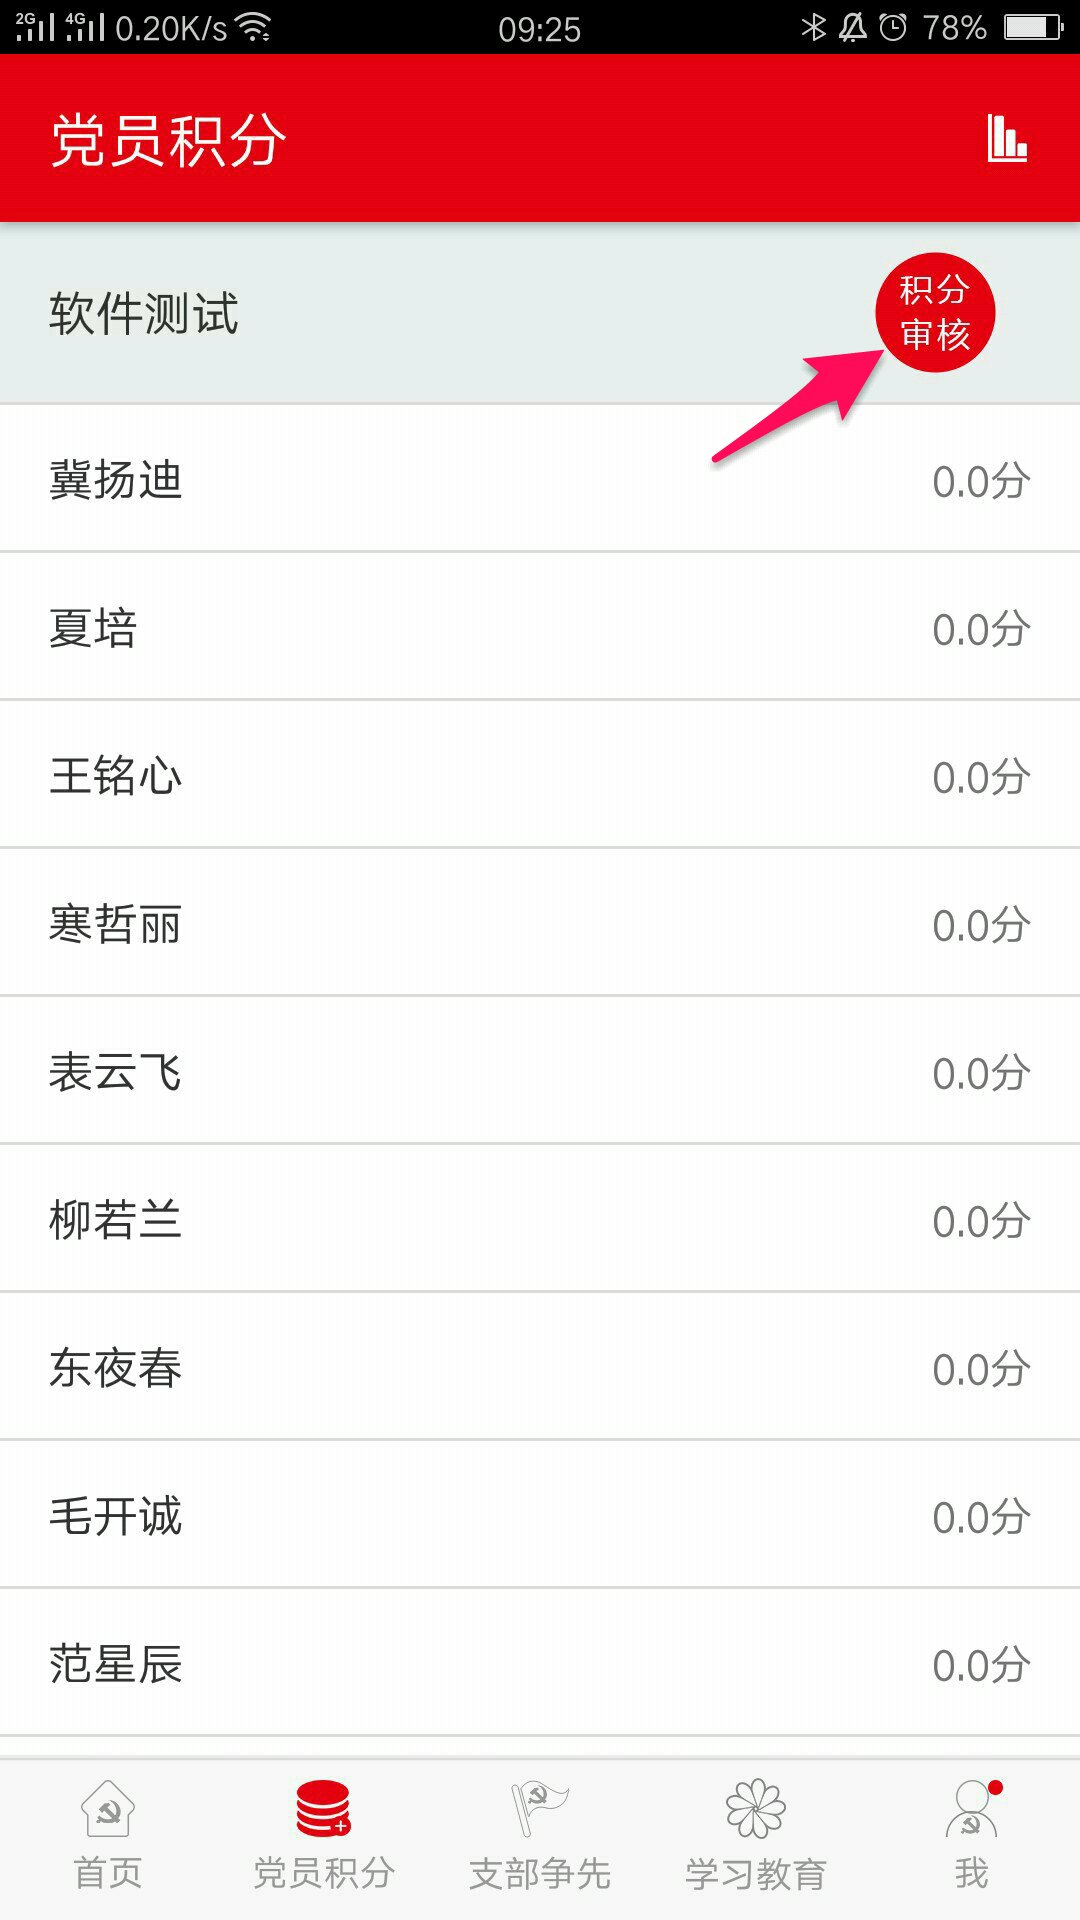 2G 4G 0.20K/s 09:25 78%
党员积分
软件测试
积分
审核
冀扬迪 0.0分
夏培 0.0分
王铭心 0.0分
寒哲丽 0.0分
表云飞 0.0分
柳若兰 0.0分
东夜春 0.0分
毛开诚 0.0分
范星辰 0.0分
首页 党员积分 支部争先 学习教育 我